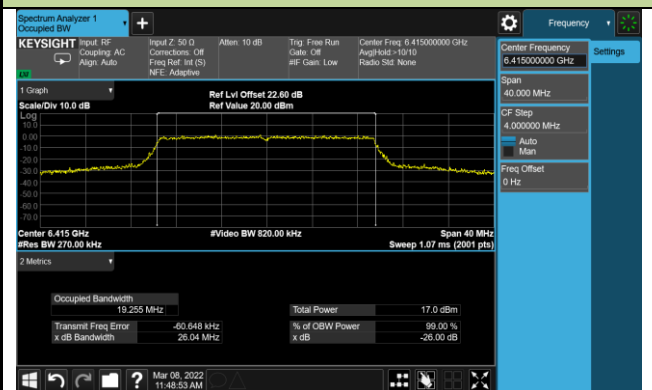 Spectrum Analyzer 1
Occupied BW
Frequency
KEYSIGHT
Input: RF
Coupling: AC
Align: Auto
Input Z: 50 Ω
Corrections: Off
Freq Ref: Int (S)
NFE: Adaptive
Atten: 10 dB
Trig: Free Run
Gate: Off
#IF Gain: Low
Center Freq: 6.415000000 GHz
Avg|Hold:>10/10
Radio Std: None
Center Frequency
6.415000000 GHz
Settings
Span
40.000 MHz
CF Step
4.000000 MHz
Auto
Man
Freq Offset
0 Hz
1 Graph
Scale/Div 10.0 dB
Ref Lvl Offset 22.60 dB
Ref Value 20.00 dBm
Log
10.0
0.00
-10.0
-20.0
-30.0
-40.0
-50.0
-60.0
-70.0
Center 6.415 GHz
#Video BW 820.00 kHz
Span 40 MHz
#Res BW 270.00 kHz
Sweep 1.07 ms (2001 pts)
2 Metrics
Occupied Bandwidth
19.255 MHz
Total Power
17.0 dBm
Transmit Freq Error
-60.648 kHz
% of OBW Power
99.00 %
x dB Bandwidth
26.04 MHz
x dB
-26.00 dB
?
Mar 08, 2022
11:48:53 AM